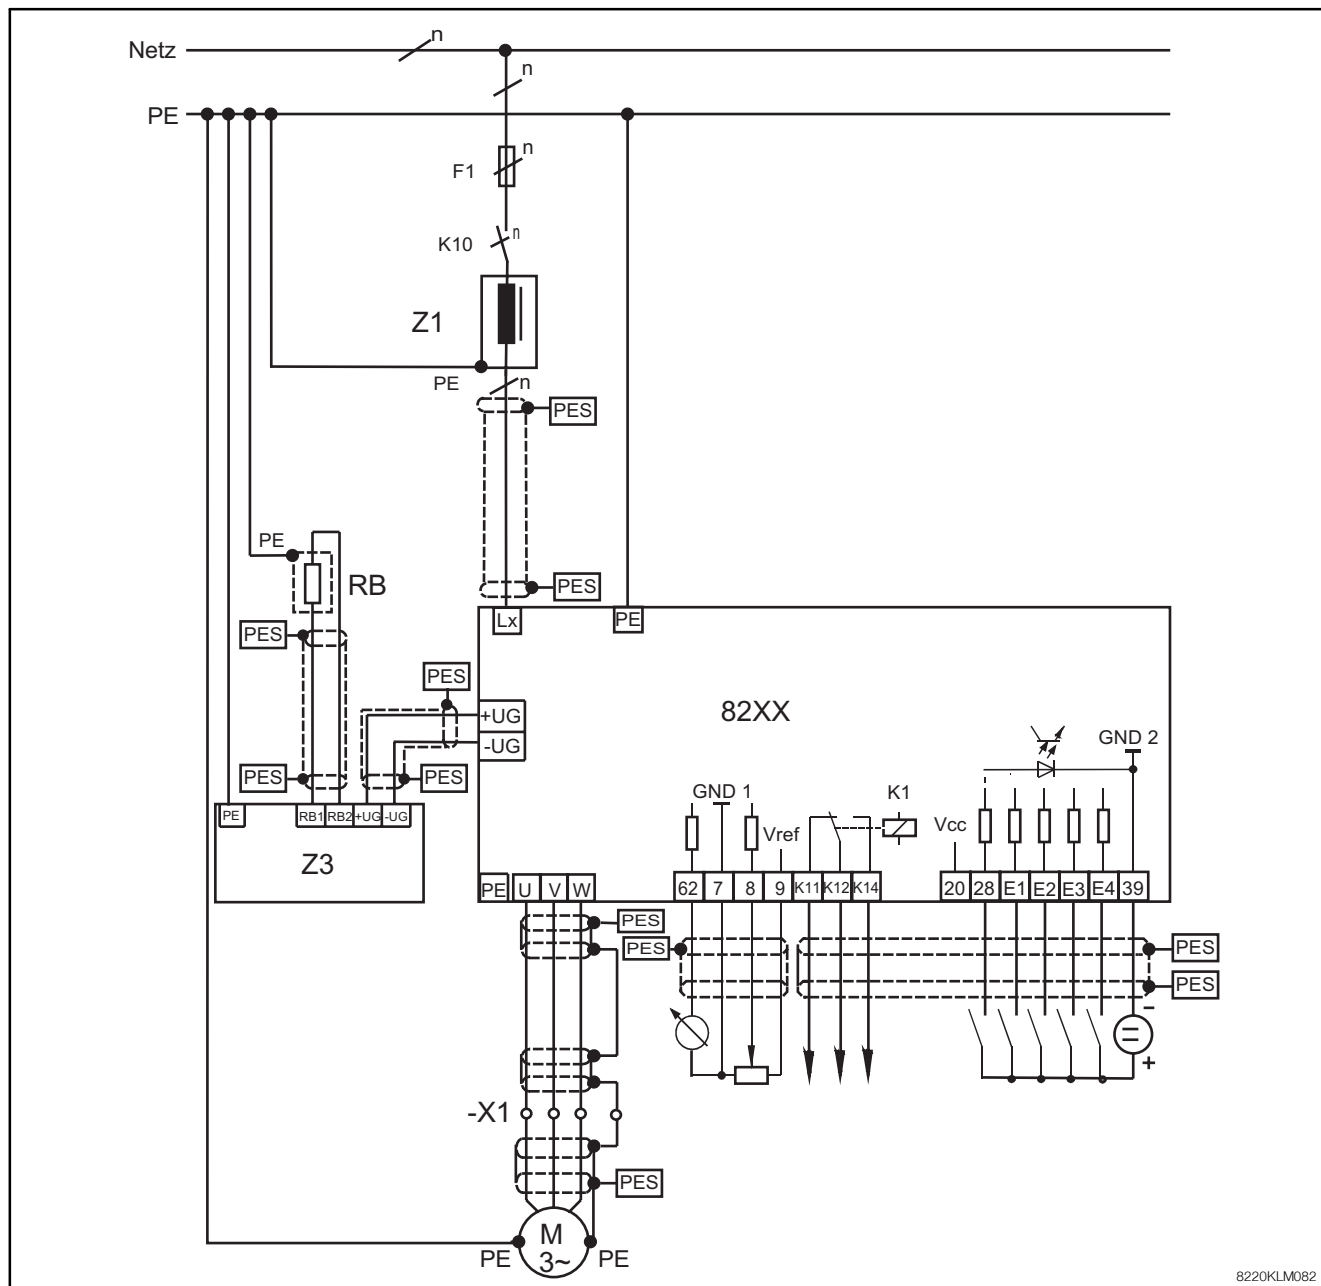 Netz
n
n
PE
n
F1
n
K10
Z1
PE
n
PES
PE
RB
PES
PES
Lx
PE
PES
+UG
-UG
82XX
GND 2
PES
PES
GND 1
K1
Vref
Vcc
PE
RB1
RB2
+UG
-UG
Z3
PE
U
V
W
62
7
8
9
K11
K12
K14
20
28
E1
E2
E3
E4
39
PES
PES
PES
PES
-
+
-X1
PES
M
3~
PE
PE
8220KLM082